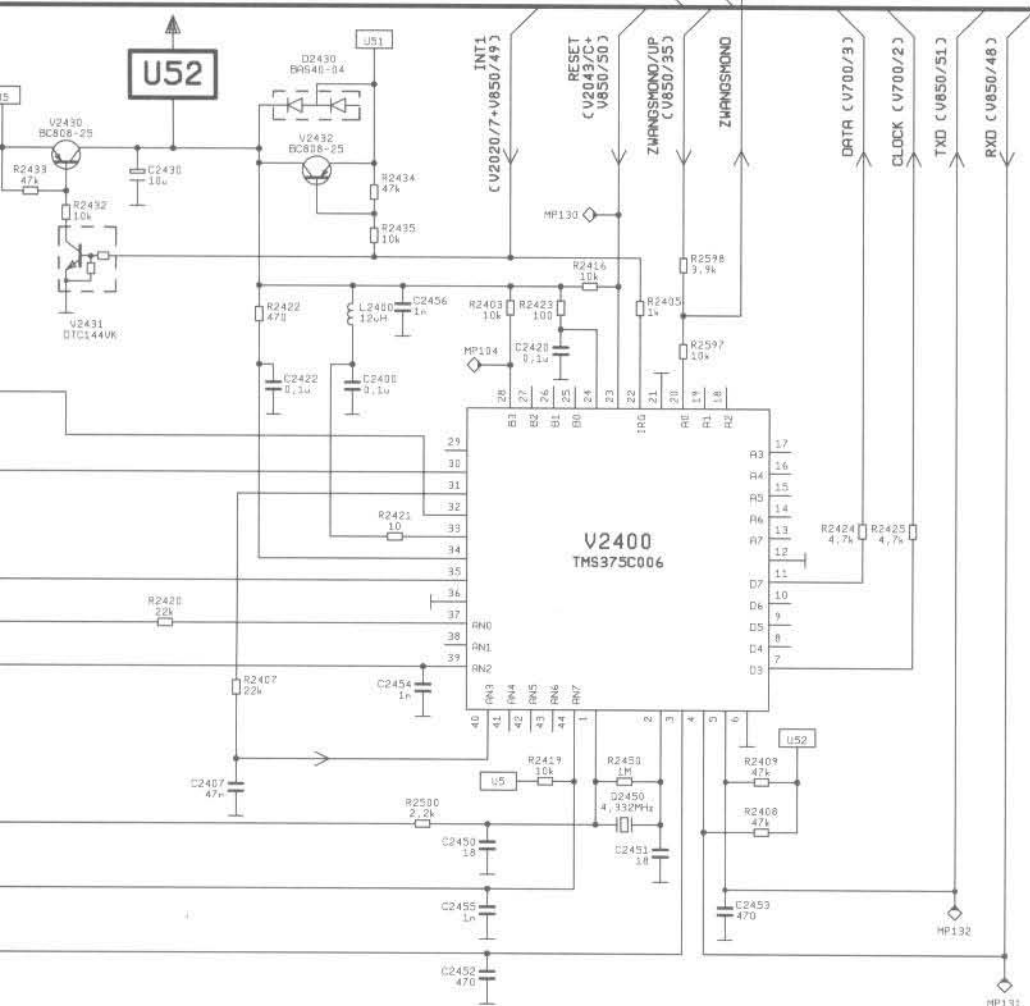 U52
U5
U51
D2430
BAS40-04
V2430
BC808-25
V2432
BC808-25
R2433
47k
C2430
10u
R2434
47k
R2432
10k
R2435
10k
V2431
DTC144VK
INT1
(V2020/7+V850/49)
RESET
(V2043/C+
V850/50)
ZWANGSMONO/UP
(V850/35)
ZWANGSMONO
DATA (V700/3)
CLOCK (V700/2)
TXD (V850/51)
RXD (V850/48)
MP130
R2416
10k
R2598
3,9k
R2422
470
L2400
12uH
C2456
1n
R2403
10k
R2423
100
R2405
1k
MP104
C2420
0,1u
R2597
10k
C2422
0,1u
C2400
0,1u
28
27
26
25
24
23
22
21
20
19
18
B3
B2
B1
B0
IRG
A0
A1
A2
29
30
31
32
33
34
35
36
37
38
39
AN0
AN1
AN2
V2400
TMS375C006
A3
A4
A5
A6
A7
D7
D6
D5
D4
D3
17
16
15
14
13
12
11
10
9
8
7
R2424
4,7k
R2425
4,7k
R2421
10
R2420
22k
R2407
22k
C2454
1n
AN3
AN4
AN5
AN6
AN7
40
41
42
43
44
1
2
3
4
5
6
C2407
47n
U5
R2419
10k
R2450
1M
Q2450
4,332MHz
U52
R2409
47k
R2408
47k
R2500
2,2k
C2450
18
C2451
18
C2455
1n
C2453
470
MP132
C2452
470
MP131